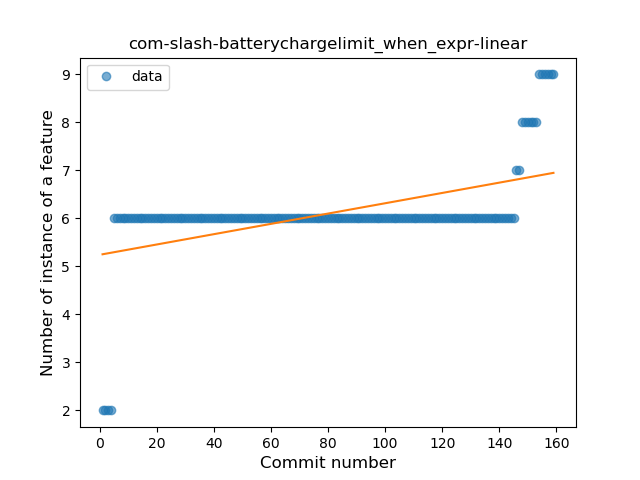 com-slash-batterychargelimit_when_expr-linear
data
Number of instance of a feature
9
8
7
6
5
4
3
2
0 20 40 60 80 100 120 140 160
Commit number